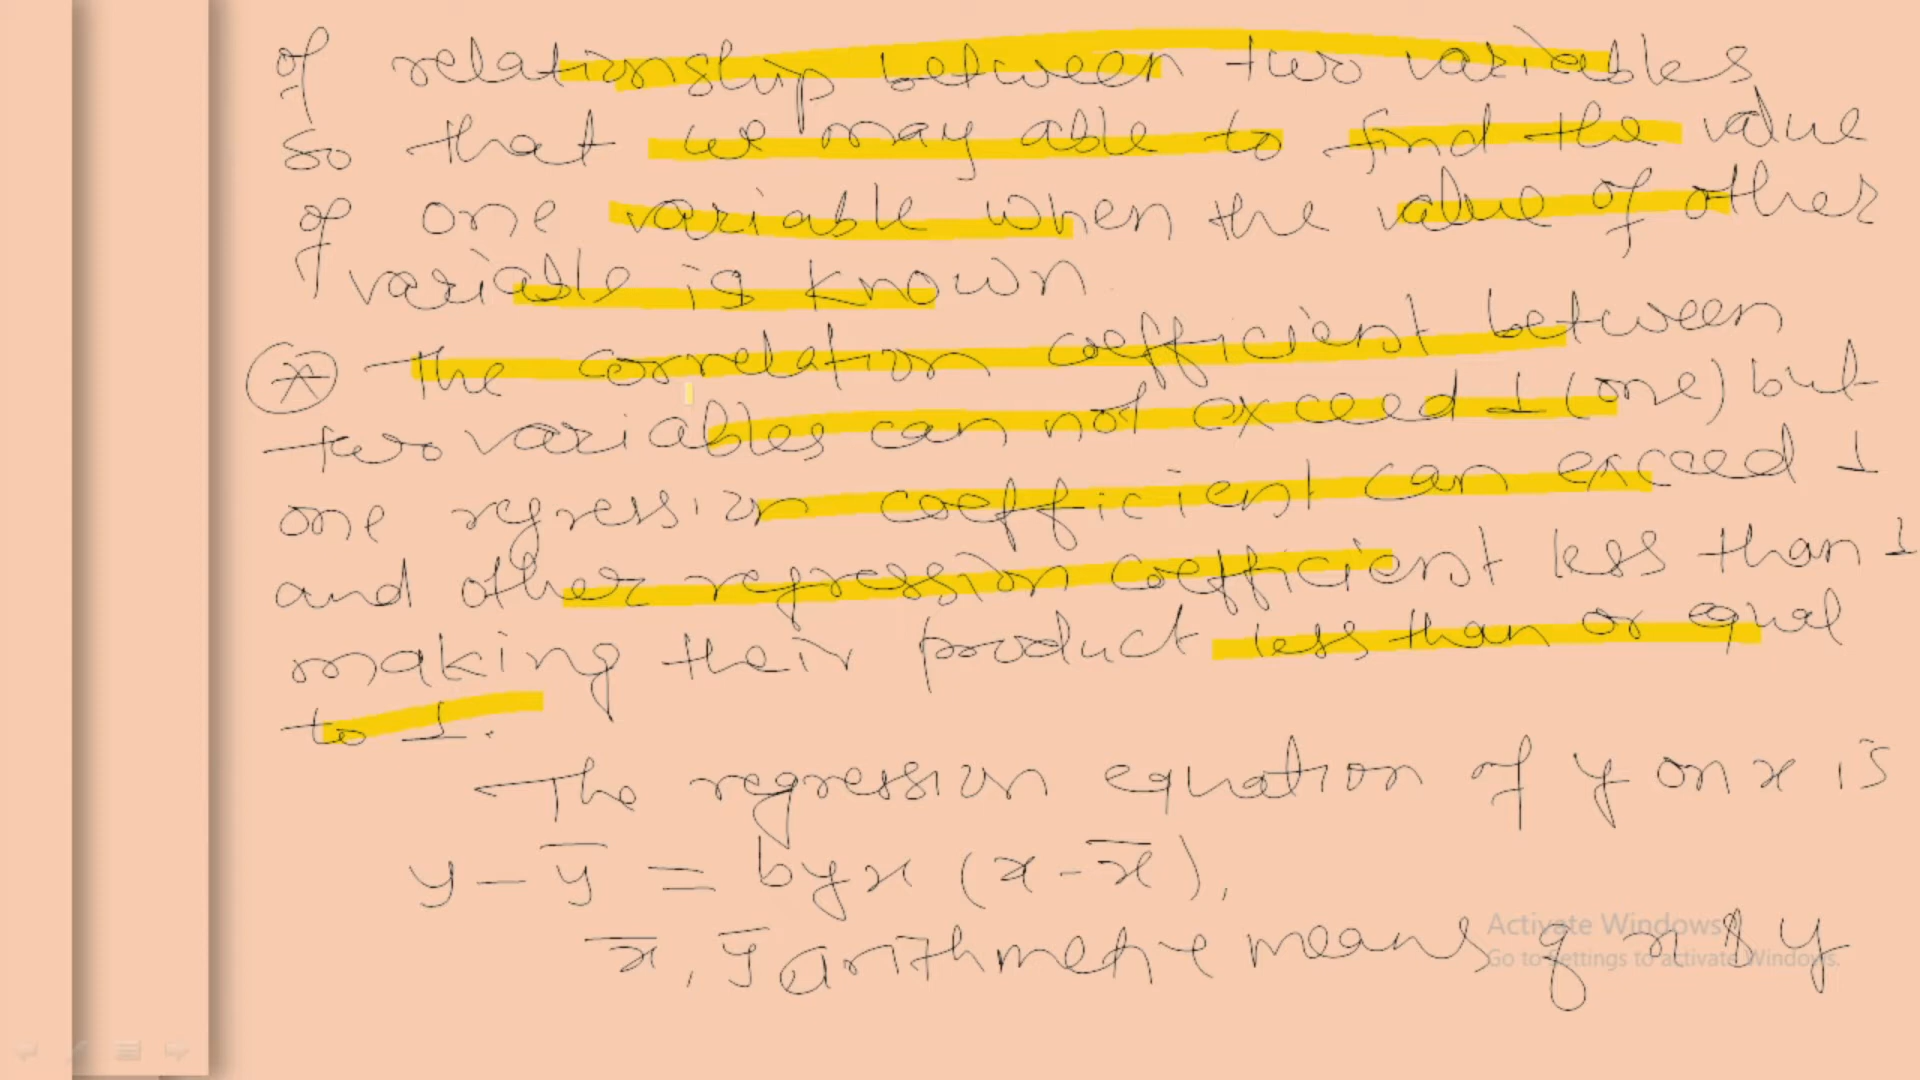 of relationship between two variables
so that we may able to find the value
of one variable when the value of other
variable is known
* The correlation coefficient between
two variables can not exceed 1 (one) but
one regression coefficient can exceed 1
and other regression coefficient less than 1
making their product less than or equal
to 1.
The regression equation of y on x is
y - ȳ = byx (x - x̄),
x̄, ȳ arithmetic means of x & y
Activate Windows
Go to Settings to activate Windows.